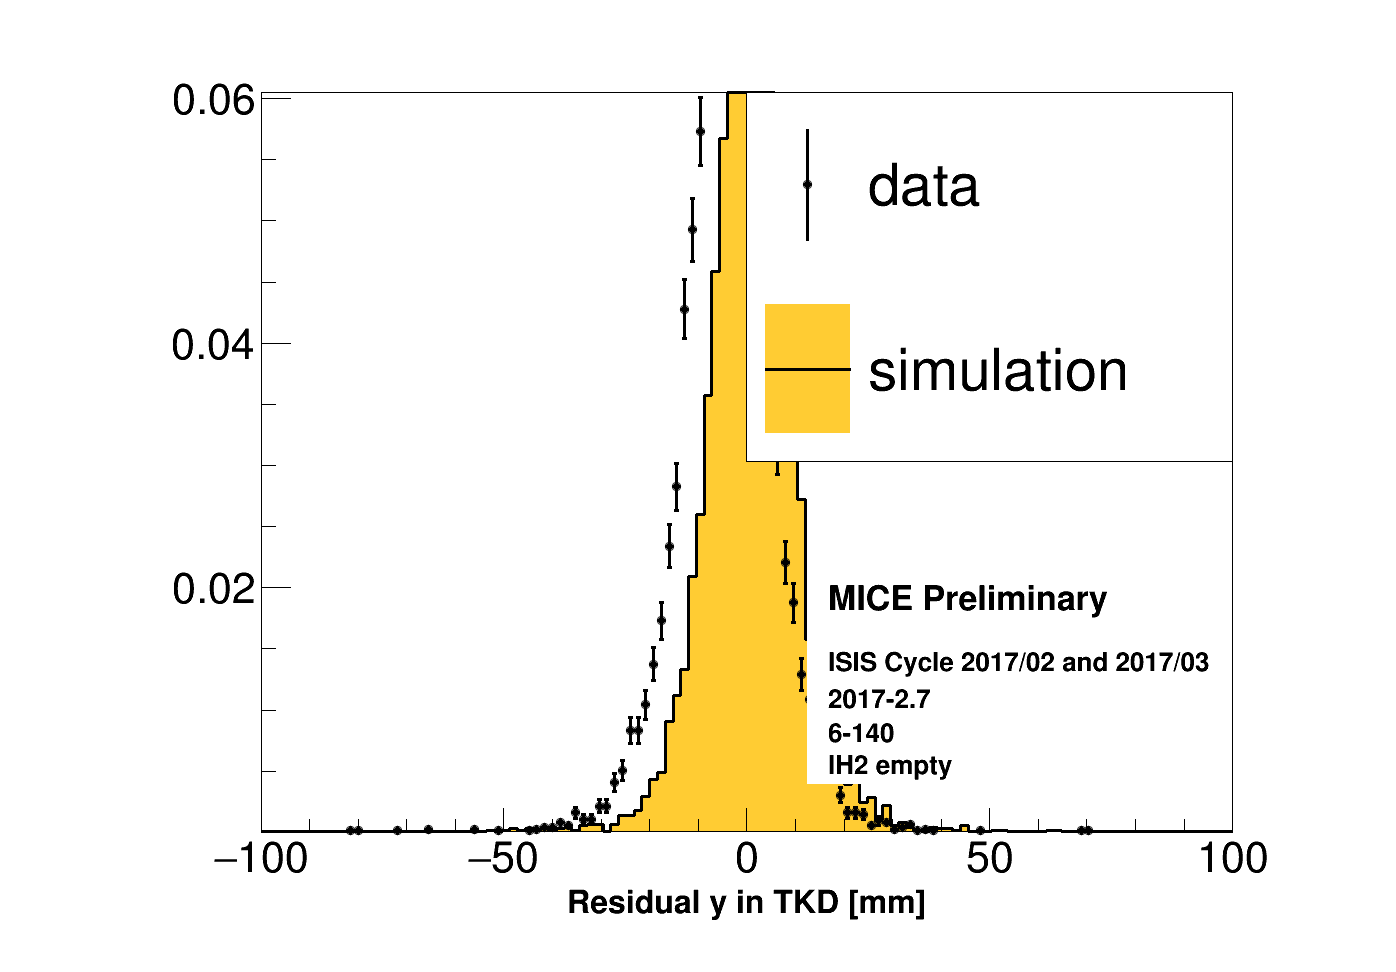 0.06
data
0.04
simulation
0.02
MICE Preliminary
ISIS Cycle 2017/02 and 2017/03
2017-2.7
6-140
IH2 empty
−100 −50 0 50 100
Residual y in TKD [mm]